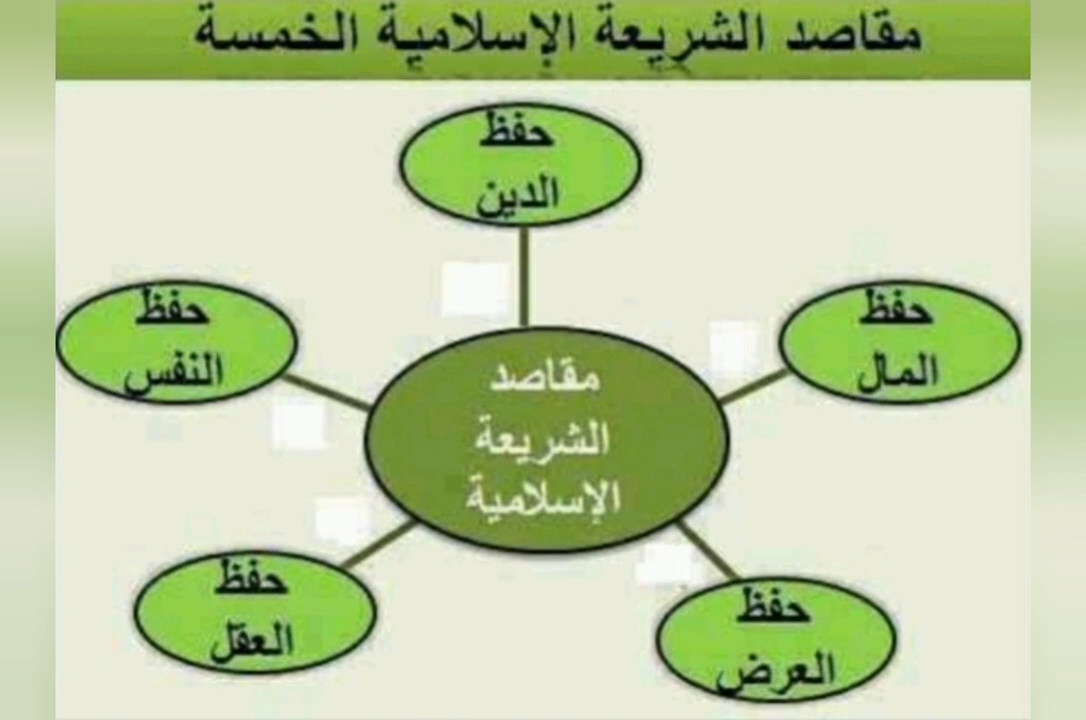 مقاصد الشريعة الإسلامية الخمسة
حفظ
الدين
حفظ
المال
حفظ
النفس
مقاصد
الشريعة
الإسلامية
حفظ
العرض
حفظ
العقل